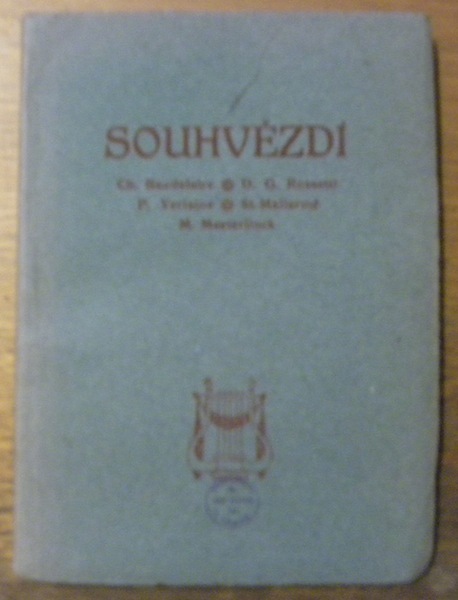 SOUHVĚZDÍ
Ch. Baudelaire D. G. Rossetti
P. Verlaine St. Mallarmé
M. Maeterlinck